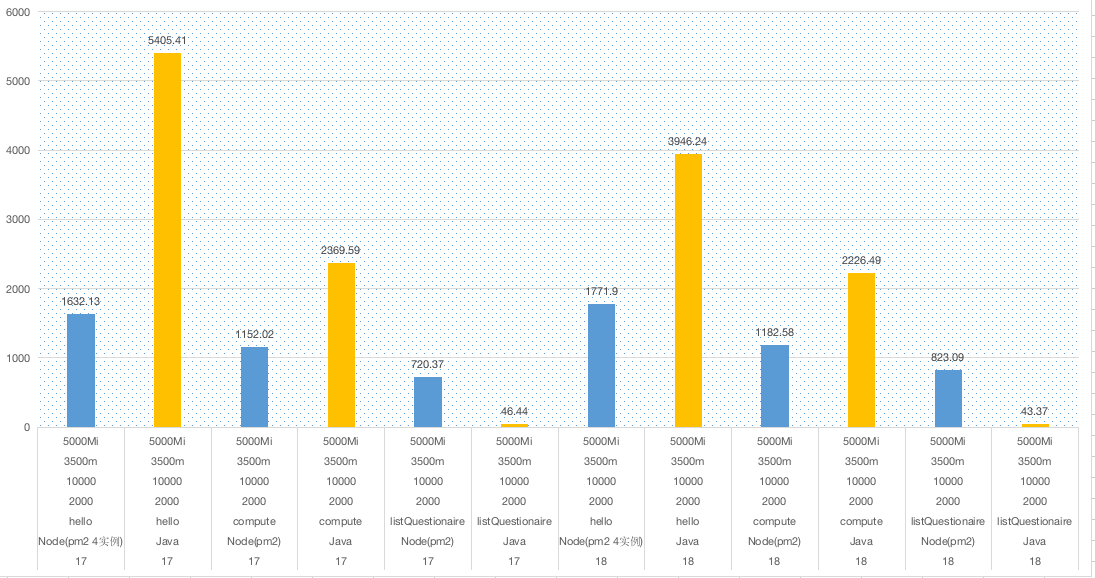 6000
5405.41
5000
4000
3946.24
3000
2369.59
2226.49
2000
1632.13
1771.9
1152.02
1182.58
1000
720.37
823.09
46.44
43.37
0
5000Mi 5000Mi 5000Mi 5000Mi 5000Mi 5000Mi 5000Mi 5000Mi 5000Mi 5000Mi 5000Mi 5000Mi
3500m 3500m 3500m 3500m 3500m 3500m 3500m 3500m 3500m 3500m 3500m 3500m
10000 10000 10000 10000 10000 10000 10000 10000 10000 10000 10000 10000
2000 2000 2000 2000 2000 2000 2000 2000 2000 2000 2000 2000
hello hello compute compute listQuestionaire listQuestionaire hello hello compute compute listQuestionaire listQuestionaire
Node(pm2 4实例) Java Node(pm2) Java Node(pm2) Java Node(pm2 4实例) Java Node(pm2) Java Node(pm2) Java
17 17 17 17 17 17 18 18 18 18 18 18